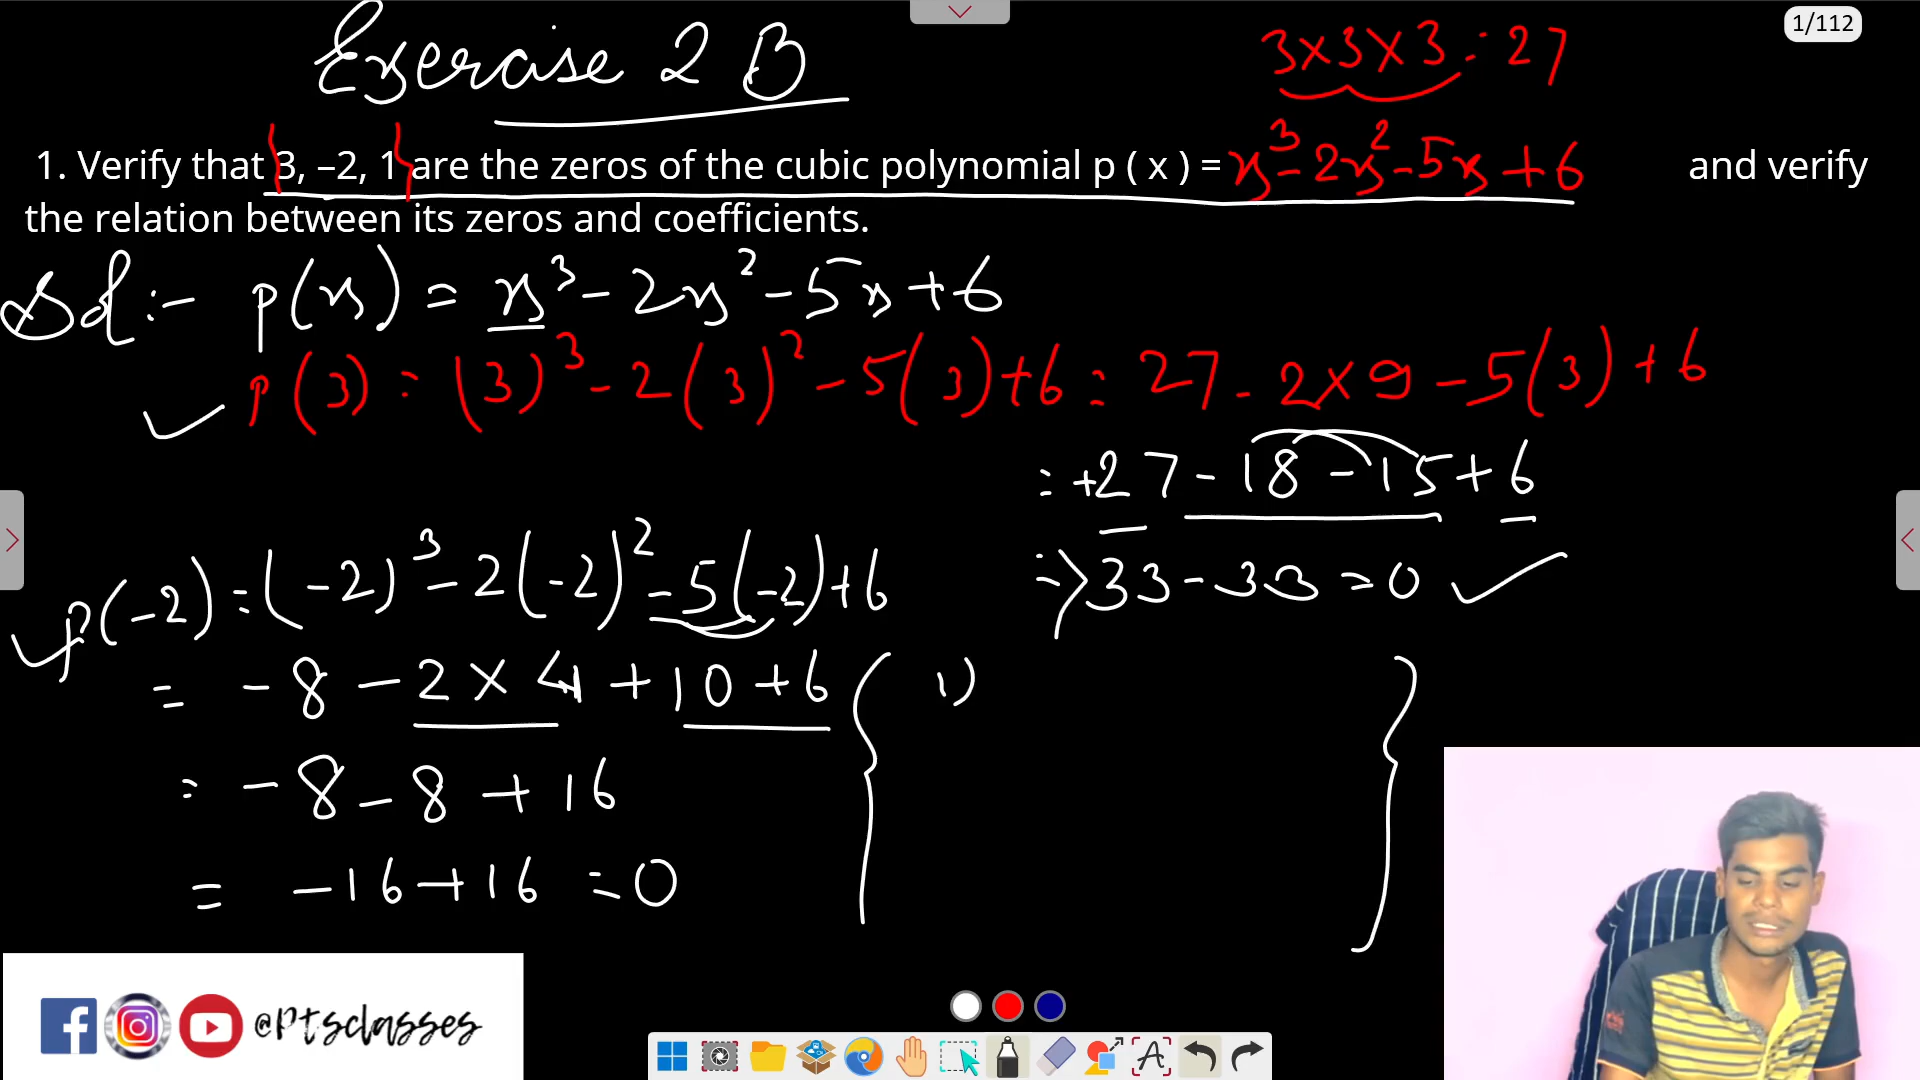 Exercise 2 B
3×3×3=27
1/112
1. Verify that 3, –2, 1 are the zeros of the cubic polynomial p ( x ) = x³-2x²-5x+6 and verify
the relation between its zeros and coefficients.
Sol:- p(x) = x³-2x²-5x+6
p(3) = (3)³-2(3)²-5(3)+6 = 27-2×9-5(3)+6
= +27-18-15+6
=> 33-33=0
p(-2)=(-2)³-2(-2)²-5(-2)+6
= -8-2×4+10+6
1)
= -8-8+16
= -16+16=0
@Ptsclasses